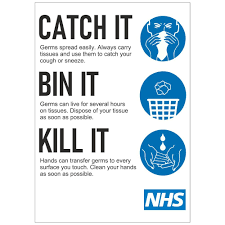 CATCH IT
Germs spread easily. Always carry
tissues and use them to catch your
cough or sneeze.
BIN IT
Germs can live for several hours
on tissues. Dispose of your tissue
as soon as possible.
KILL IT
Hands can transfer germs to every
surface you touch. Clean your hands
as soon as possible.
NHS